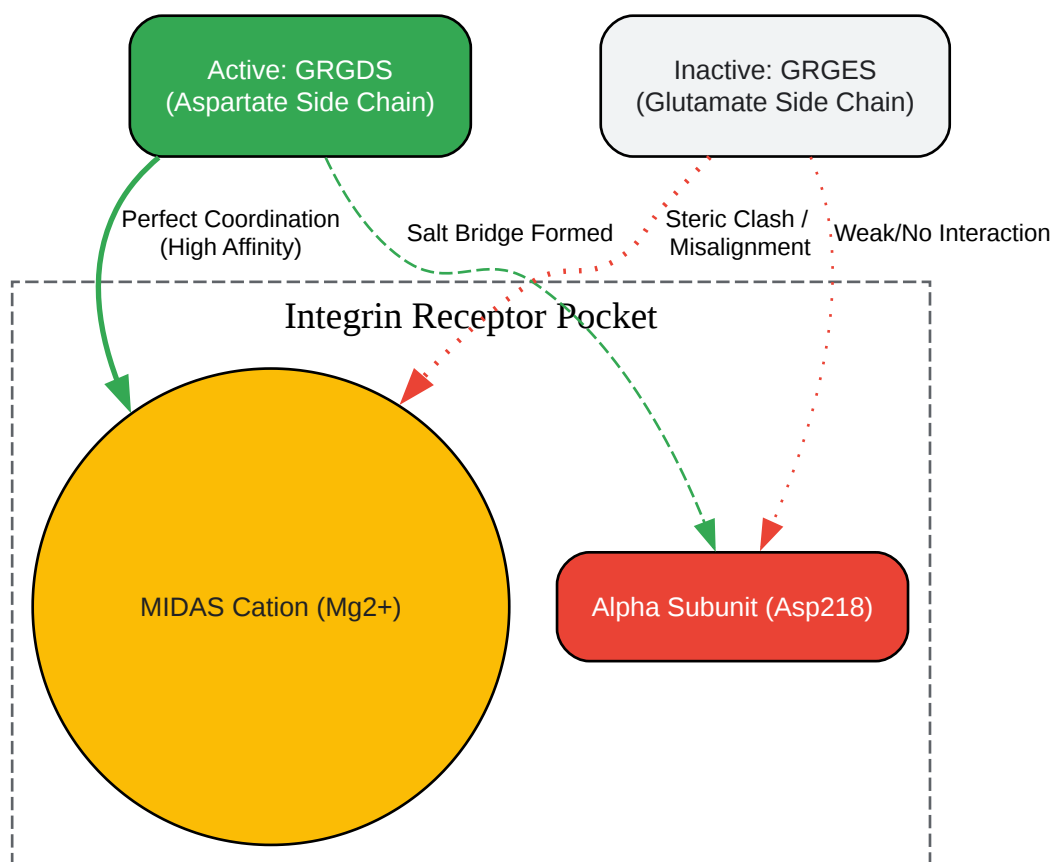 Active: GRGDS
(Aspartate Side Chain)
Inactive: GRGES
(Glutamate Side Chain)
Perfect Coordination
(High Affinity)
Salt Bridge Formed
Steric Clash /
Misalignment
Weak/No Interaction
Integrin Receptor Pocket
MIDAS Cation (Mg2+)
Alpha Subunit (Asp218)